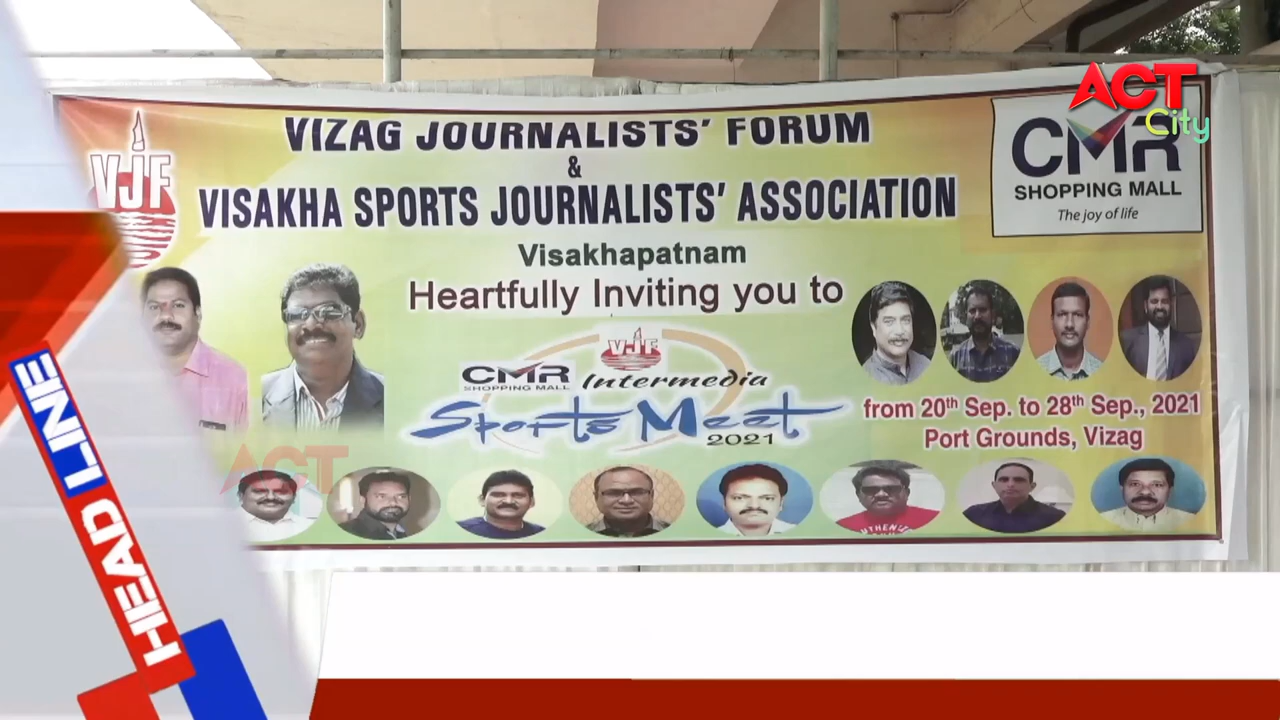 ACT
City
VJF
VIZAG JOURNALISTS' FORUM
&
VISAKHA SPORTS JOURNALISTS' ASSOCIATION
CMR
SHOPPING MALL
The joy of life
Visakhapatnam
Heartfully Inviting you to
VJF
CMR
SHOPPING MALL
Intermedia
Sports Meet
2021
from 20th Sep. to 28th Sep., 2021
Port Grounds, Vizag
ACT
UTHENTI
HEAD LINE